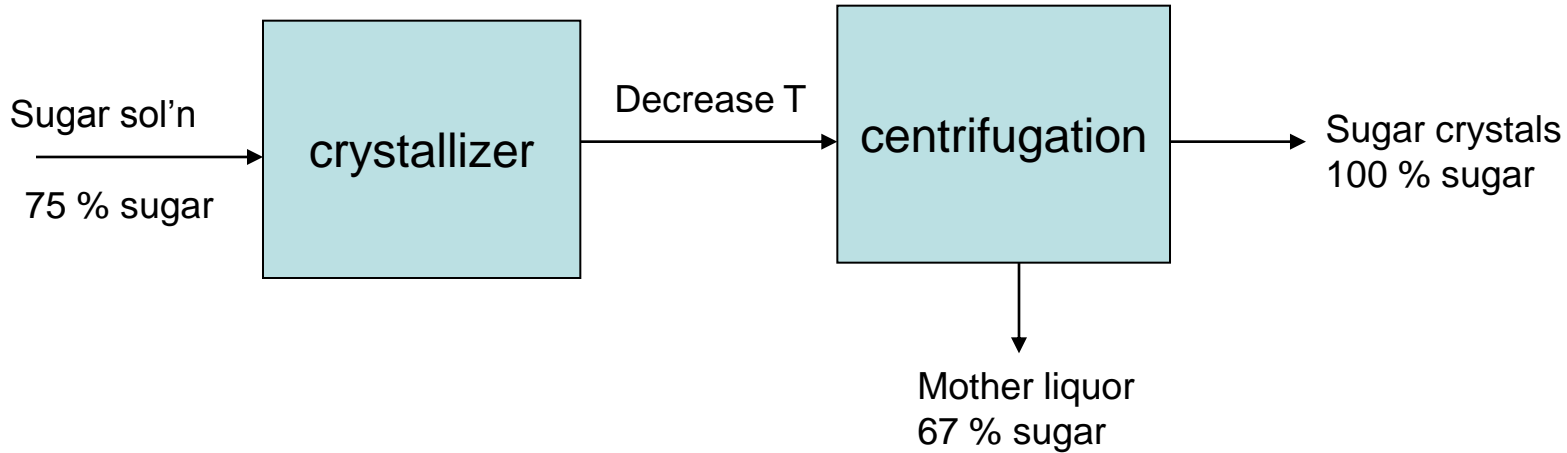 Sugar sol’n
75 % sugar
crystallizer
Decrease T
centrifugation
Sugar crystals
100 % sugar
Mother liquor
67 % sugar